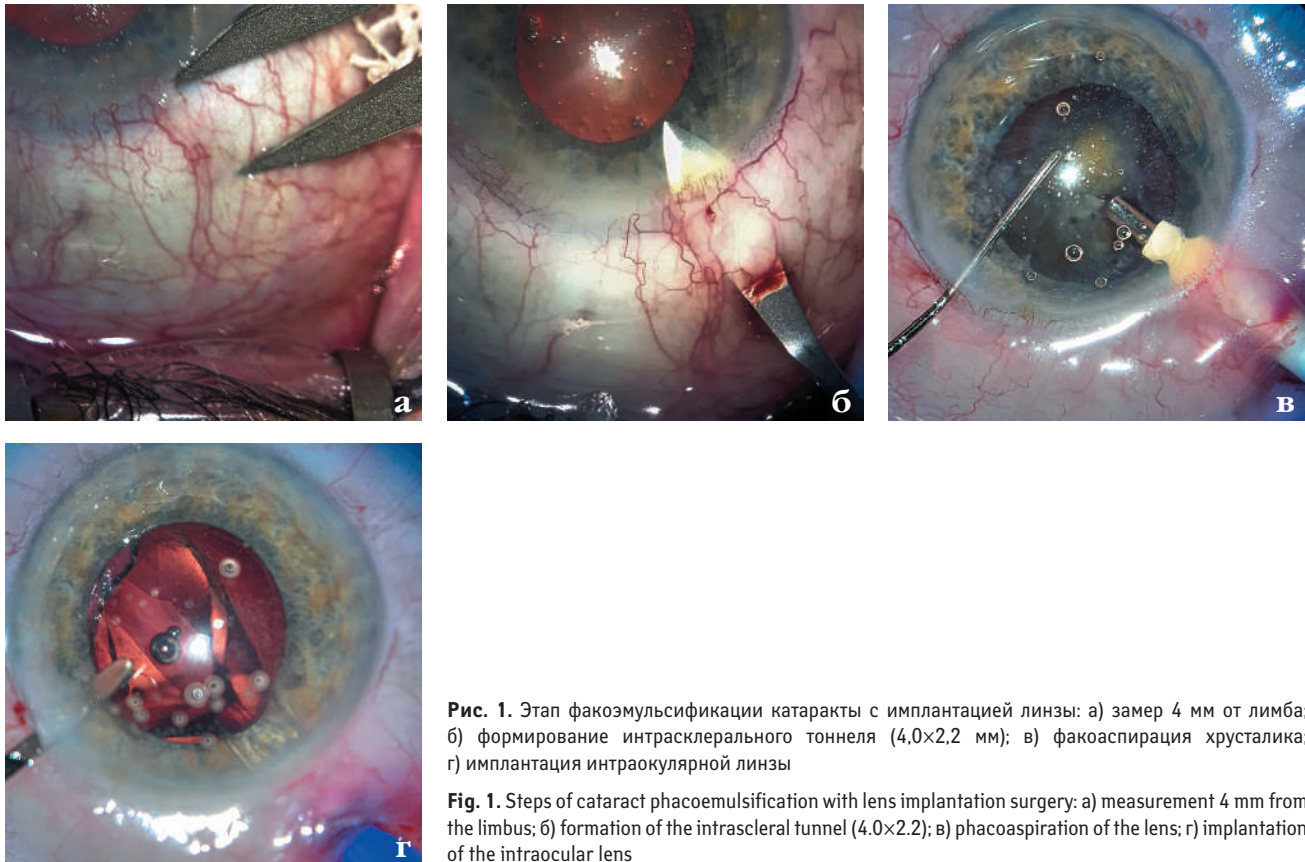 а
б
в
г
Рис. 1. Этап факоэмульсификации катаракты с имплантацией линзы: а) замер 4 мм от лимба;
б) формирование интрасклерального тоннеля (4,0×2,2 мм); в) факоаспирация хрусталика;
г) имплантация интраокулярной линзы
Fig. 1. Steps of cataract phacoemulsification with lens implantation surgery: а) measurement 4 mm from
the limbus; б) formation of the intrascleral tunnel (4.0×2.2); в) phacoaspiration of the lens; г) implantation
of the intraocular lens